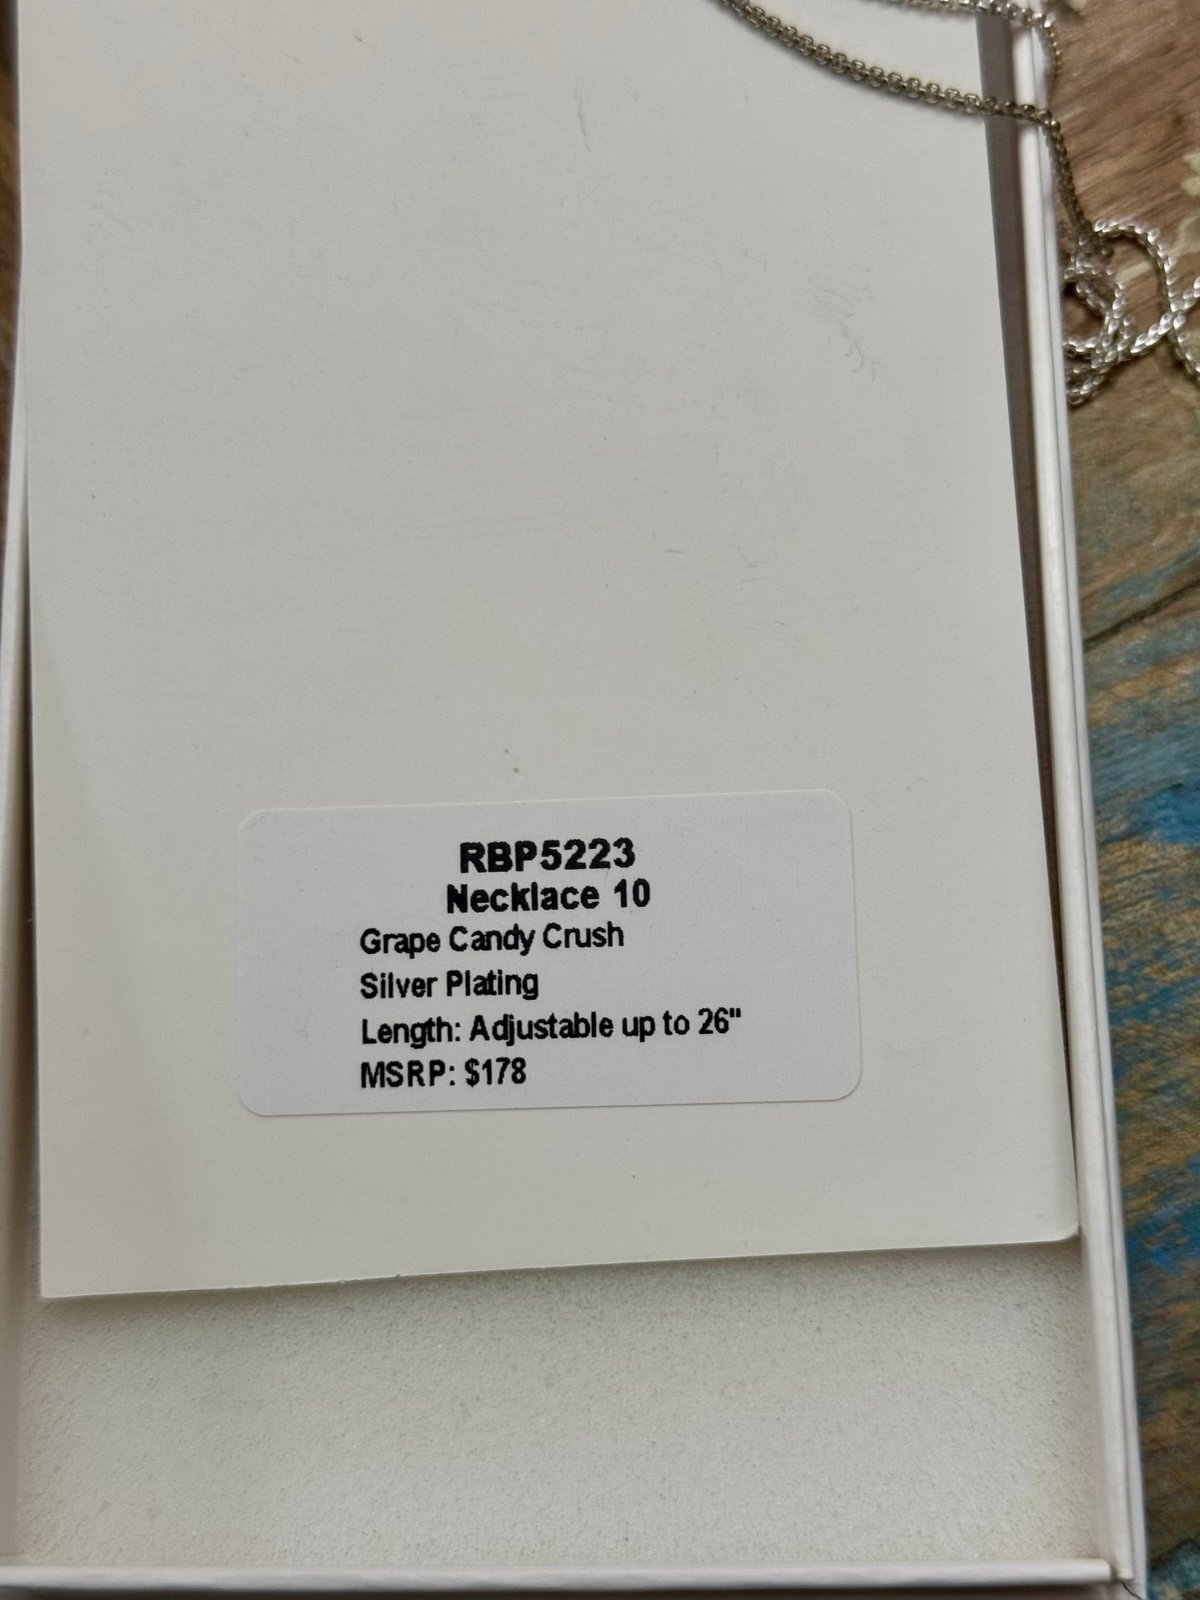 RBP5223
Necklace 10
Grape Candy Crush
Silver Plating
Length: Adjustable up to 26"
MSRP: $178